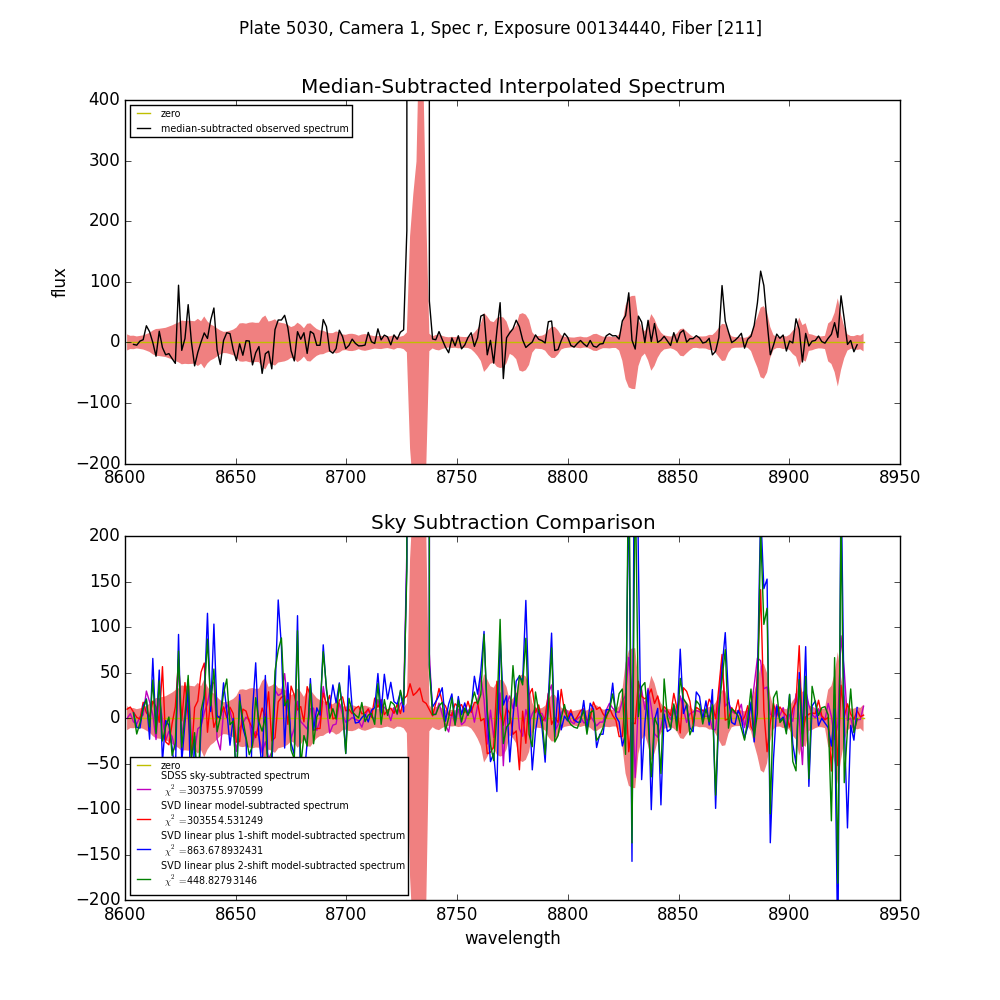 Plate 5030, Camera 1, Spec r, Exposure 00134440, Fiber [211]
Median-Subtracted Interpolated Spectrum
400
300
200
100
0
−100
−200
flux
zero
median-subtracted observed spectrum
8600 8650 8700 8750 8800 8850 8900 8950
Sky Subtraction Comparison
200
150
100
50
0
−50
−100
−150
−200
zero
SDSS sky-subtracted spectrum
χ² =303755.970599
SVD linear model-subtracted spectrum
χ² =303554.531249
SVD linear plus 1-shift model-subtracted spectrum
χ² =863.678932431
SVD linear plus 2-shift model-subtracted spectrum
χ² =448.82793146
8600 8650 8700 8750 8800 8850 8900 8950
wavelength